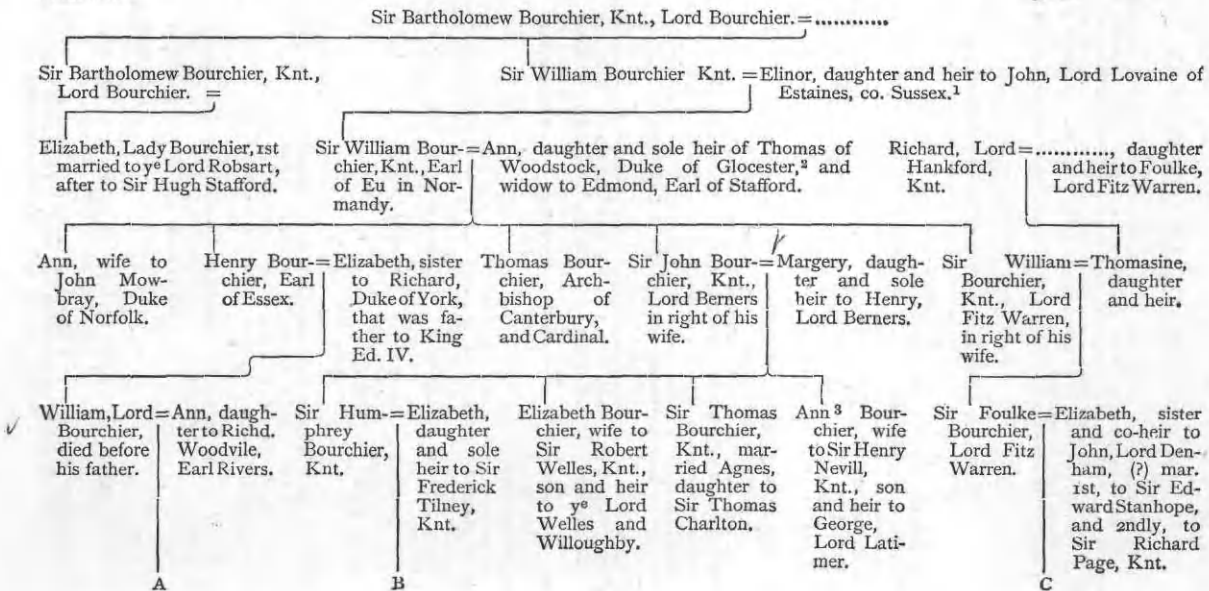 Sir Bartholomew Bourchier, Knt., Lord Bourchier.=............
Sir Bartholomew Bourchier, Knt.,
Lord Bourchier. =
Sir William Bourchier Knt. =
Elinor, daughter and heir to John, Lord Lovaine of
Estaines, co. Sussex.¹
Elizabeth, Lady Bourchier, 1st
married to yᵉ Lord Robsart,
after to Sir Hugh Stafford.
Sir William Bour-=
chier, Knt., Earl
of Eu in Nor-
mandy.
Ann, daughter and sole heir of Thomas of
Woodstock, Duke of Glocester,² and
widow to Edmond, Earl of Stafford.
Richard, Lord=
Hankford,
Knt.
............, daughter
and heir to Foulke,
Lord Fitz Warren.
Ann, wife to
John Mow-
bray, Duke
of Norfolk.
Henry Bour-=
chier, Earl
of Essex.
Elizabeth, sister
to Richard,
Duke of York,
that was fa-
ther to King
Ed. IV.
Thomas Bour-
chier, Arch-
bishop of
Canterbury,
and Cardinal.
Sir John Bour-=
chier, Knt.,
Lord Berners
in right of his
wife.
Margery, daugh-
ter and sole
heir to Henry,
Lord Berners.
Sir William=
Bourchier,
Knt., Lord
Fitz Warren,
in right of his
wife.
Thomasine,
daughter
and heir.
William, Lord=
Bourchier,
died before
his father.
Ann, daugh-
ter to Richd.
Woodvile,
Earl Rivers.
Sir Hum-=
phrey
Bourchier,
Knt.
Elizabeth,
daughter
and sole
heir to Sir
Frederick
Tilney,
Knt.
Elizabeth Bour-
chier, wife to
Sir Robert
Welles, Knt.,
son and heir
to yᵉ Lord
Welles and
Willoughby.
Sir Thomas
Bourchier,
Knt., mar-
ried Agnes,
daughter to
Sir Thomas
Charlton.
Ann ³ Bour-
chier, wife
to Sir Henry
Nevill,
Knt., son
and heir to
George,
Lord Lati-
mer.
Sir Foulke=
Bourchier,
Lord Fitz
Warren.
Elizabeth, sister
and co-heir to
John, Lord Den-
ham, (?) mar.
1st, to Sir Ed-
ward Stanhope,
and 2ndly, to
Sir Richard
Page, Knt.
A
B
C